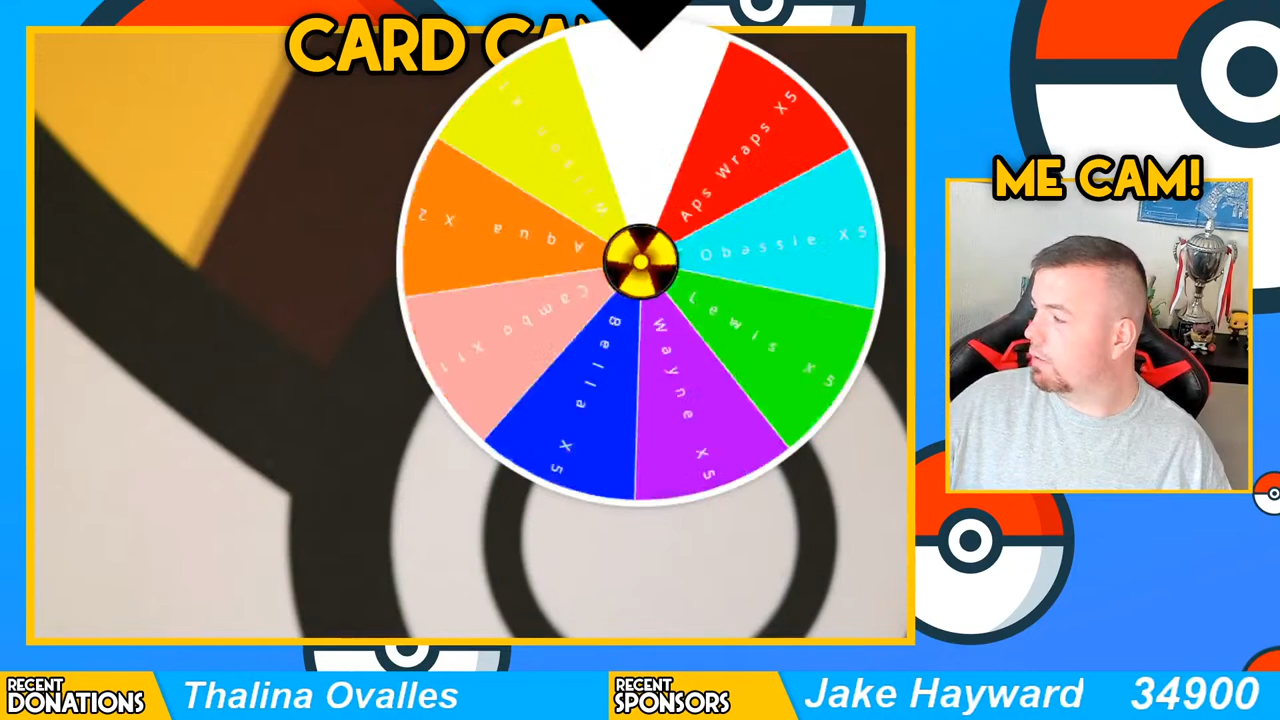 CARD
ME CAM!
Aps Wraps X5
Obassie X5
Lewis X5
Wayne X5
Bella X5
Cambo X11
Aqua X2
RECENT
DONATIONS
Thalina Ovalles
RECENT
SPONSORS
Jake Hayward
34900